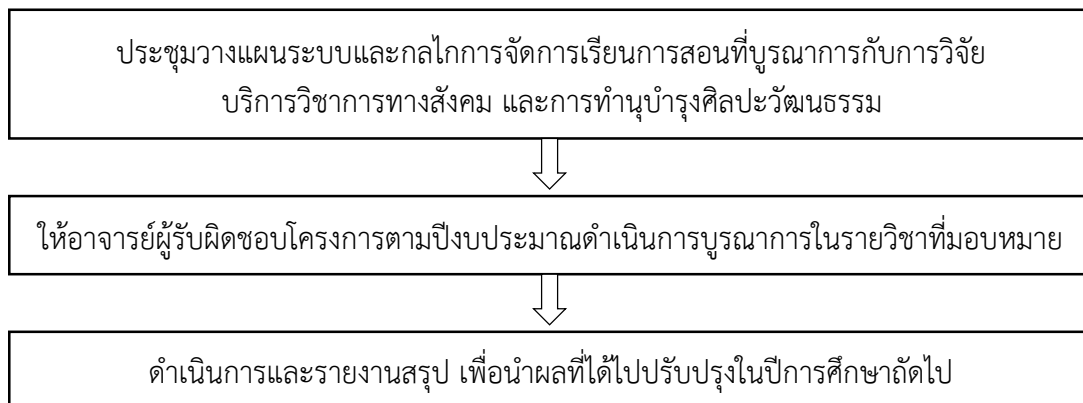 ประชุมวางแผนระบบและกลไกการจัดการเรียนการสอนที่บูรณาการกับการวิจัย
บริการวิชาการทางสังคม และการทำนุบำรุงศิลปะวัฒนธรรม
ให้อาจารย์ผู้รับผิดชอบโครงการตามปีงบประมาณดำเนินการบูรณาการในรายวิชาที่มอบหมาย
ดำเนินการและรายงานสรุป เพื่อนำผลที่ได้ไปปรับปรุงในปีการศึกษาถัดไป